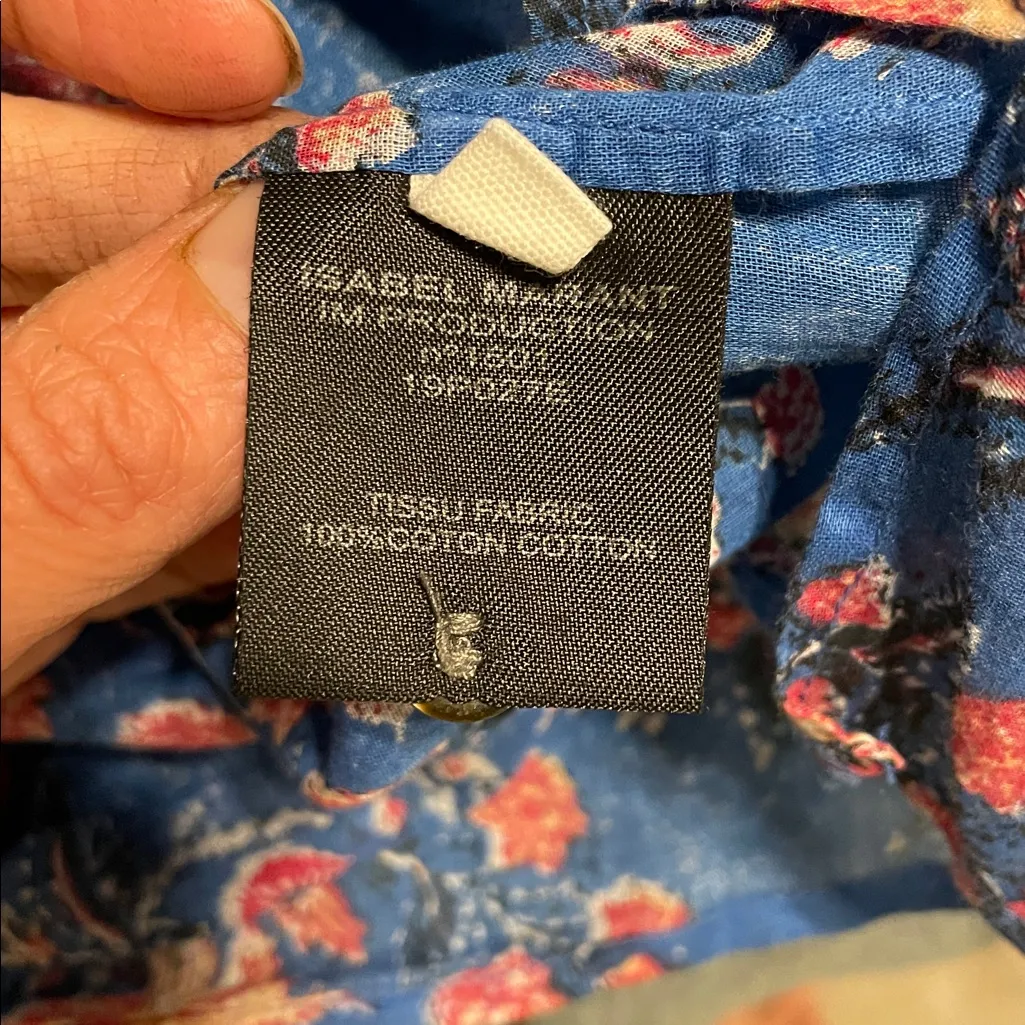 ISABEL MARANT
IM PRODUCTION
TISSU FABRIC
100%COTON COTTON